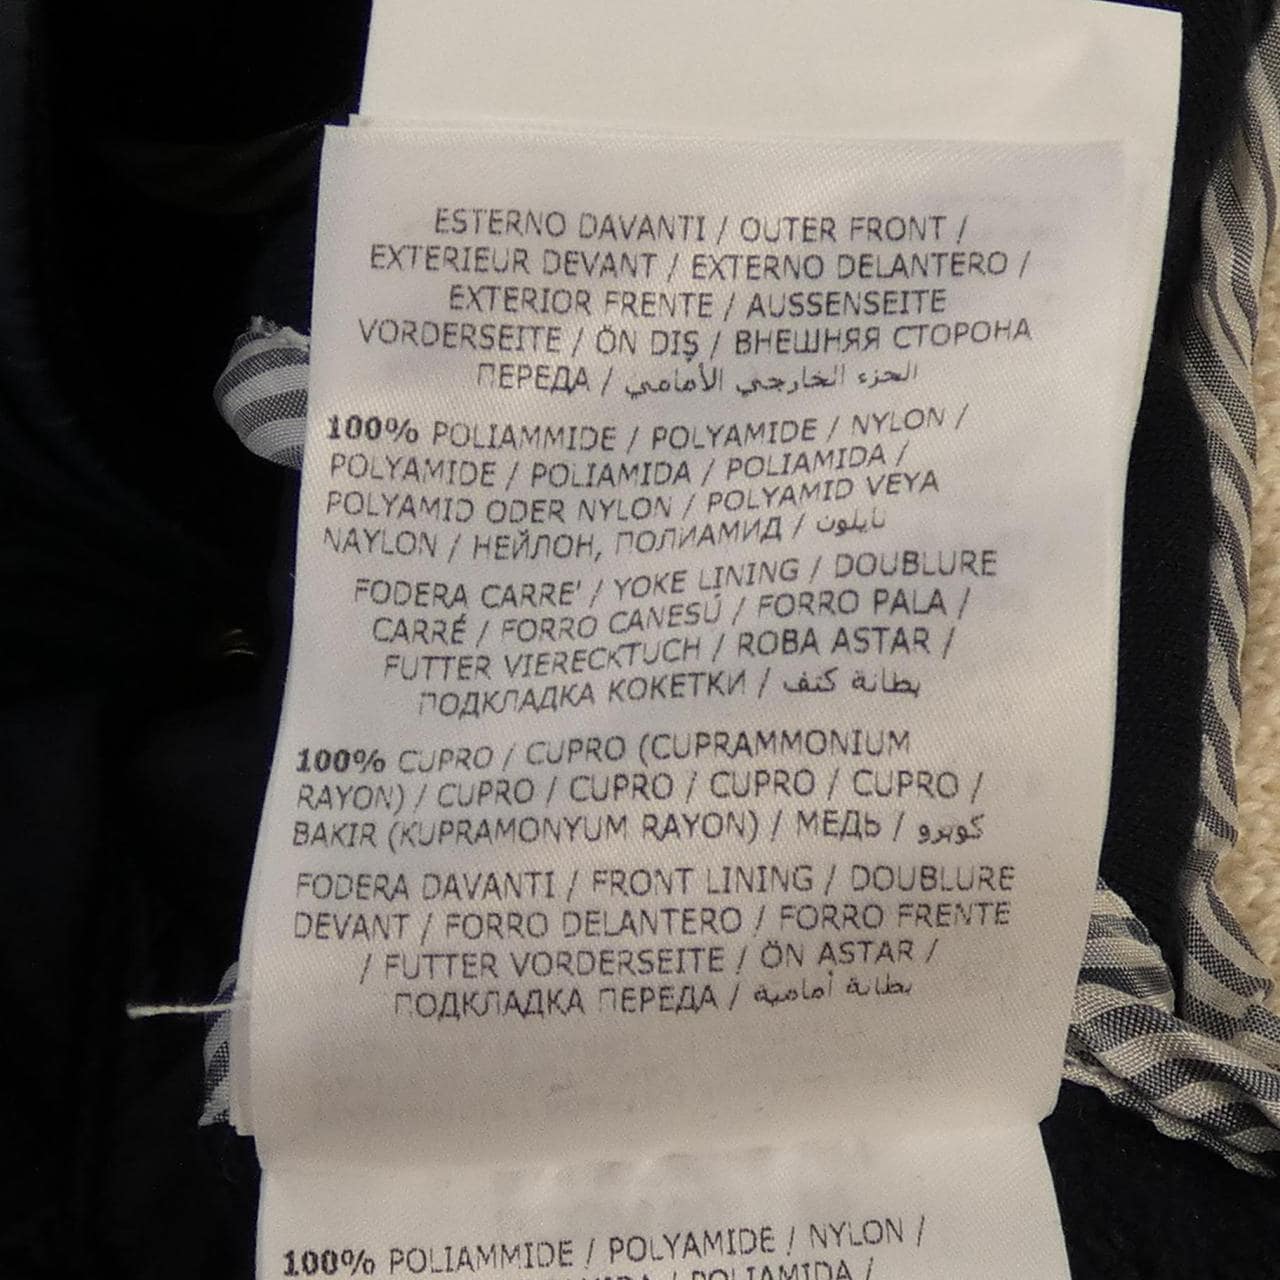 ESTERNO DAVANTI / OUTER FRONT /
EXTERIEUR DEVANT / EXTERNO DELANTERO /
EXTERIOR FRENTE / AUSSENSEITE
VORDERSEITE / ÖN DIŞ / ВНЕШНЯЯ СТОРОНА
ПЕРЕДА / الجزء الخارجي الأمامي
100% POLIAMMIDE / POLYAMIDE / NYLON /
POLYAMIDE / POLIAMIDA / POLIAMIDA /
POLYAMID ODER NYLON / POLYAMID VEYA
NAYLON / НЕЙЛОН, ПОЛИАМИД / نايلون
FODERA CARRE' / YOKE LINING / DOUBLURE
CARRÉ / FORRO CANESÚ / FORRO PALA /
FUTTER VIERECKTUCH / ROBA ASTAR /
ПОДКЛАДКА КОКЕТКИ / بطانة كتف
100% CUPRO / CUPRO (CUPRAMMONIUM
RAYON) / CUPRO / CUPRO / CUPRO / CUPRO /
BAKIR (KUPRAMONYUM RAYON) / МЕДЬ / كوبرو
FODERA DAVANTI / FRONT LINING / DOUBLURE
DEVANT / FORRO DELANTERO / FORRO FRENTE
/ FUTTER VORDERSEITE / ÖN ASTAR /
ПОДКЛАДКА ПЕРЕДА / بطانة أمامية
100% POLIAMMIDE / POLYAMIDE / NYLON /
/ POLIAMIDA /